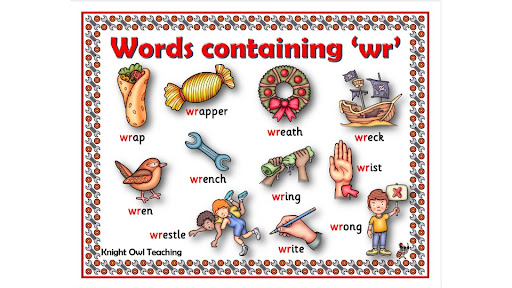 Words containing ‘wr’
wrap
wrapper
wreath
wreck
wren
wrench
wring
wrist
wrestle
write
wrong
Knight Owl Teaching